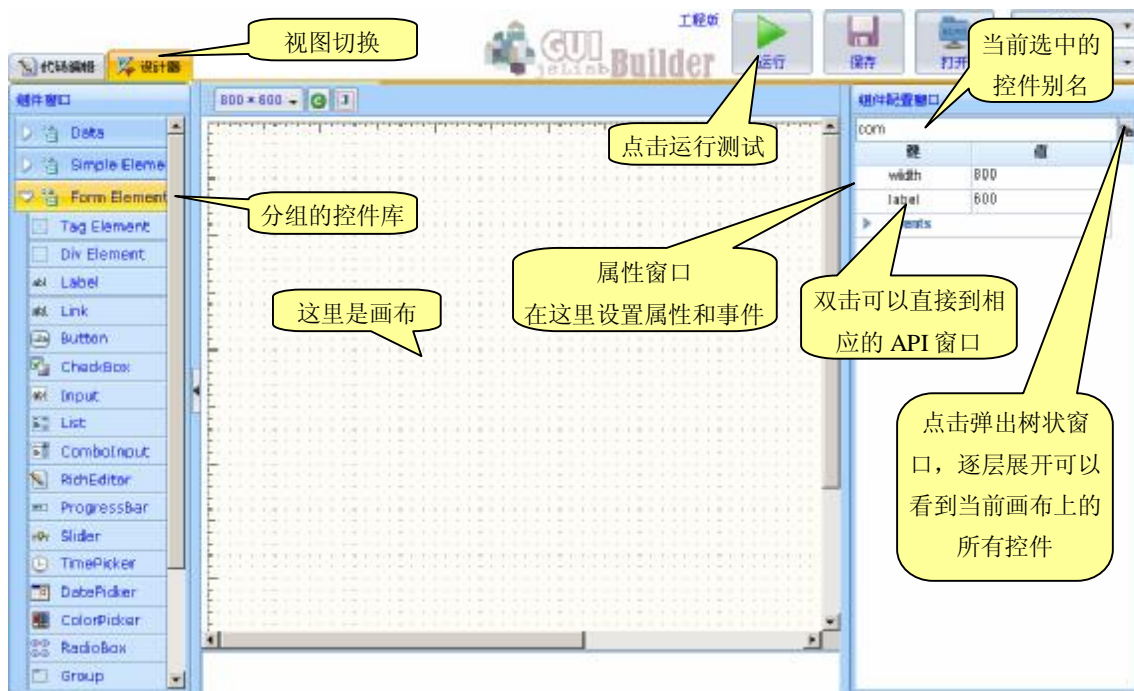 视图切换
工程版
GUI
jsLinb Builder
运行
保存
打开
当前选中的
控件别名
代码编辑
设计器
组件窗口
800 × 600
组件配置窗口
点击运行测试
com
键
值
width
800
label
600
Data
Simple Eleme
Form Element
分组的控件库
属性窗口
在这里设置属性和事件
双击可以直接到相
应的 API 窗口
这里是画布
点击弹出树状窗
口，逐层展开可以
看到当前画布上的
所有控件
Tag Element
Div Element
Label
Link
Button
CheckBox
Input
List
ComboInput
RichEditor
ProgressBar
Slider
TimePicker
DatePicker
ColorPicker
RadioBox
Group